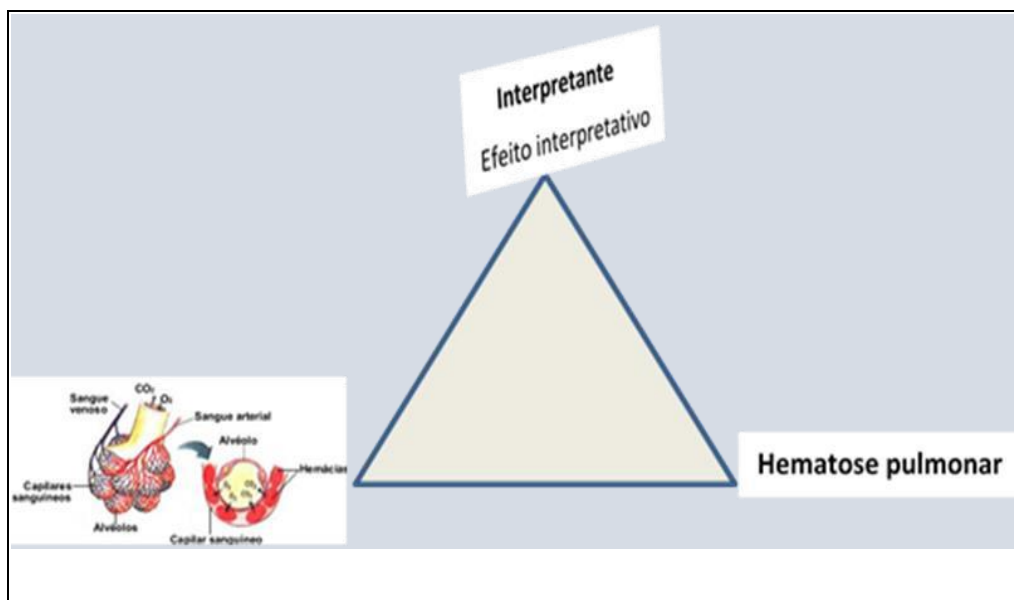 Interpretante
Efeito interpretativo
CO₂
O₂
Sangue
venoso
Sangue arterial
Alvéolo
Hemácias
Capilares
sanguíneos
Alvéolos
Capilar sanguíneo
Hematose pulmonar